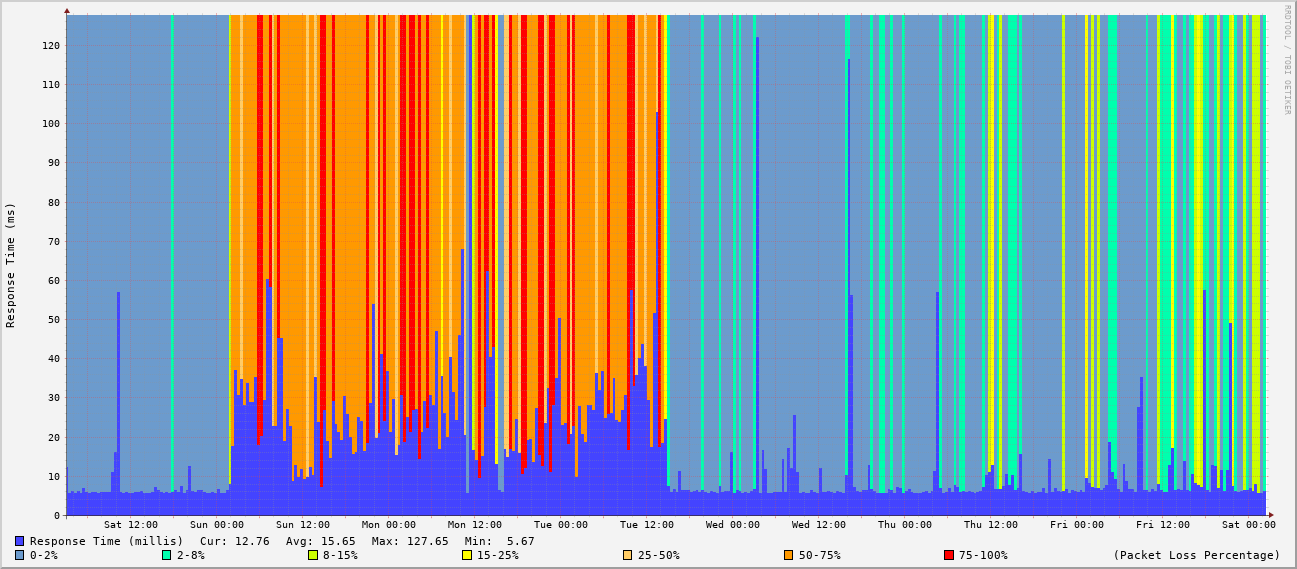 RRDTOOL / TOBI OETIKER
Response Time (ms)
120
110
100
90
80
70
60
50
40
30
20
10
0
Sat 12:00 Sun 00:00 Sun 12:00 Mon 00:00 Mon 12:00 Tue 00:00 Tue 12:00 Wed 00:00 Wed 12:00 Thu 00:00 Thu 12:00 Fri 00:00 Fri 12:00 Sat 00:00
Response Time (millis) Cur: 12.76 Avg: 15.65 Max: 127.65 Min: 5.67
0-2% 2-8% 8-15% 15-25% 25-50% 50-75% 75-100% (Packet Loss Percentage)